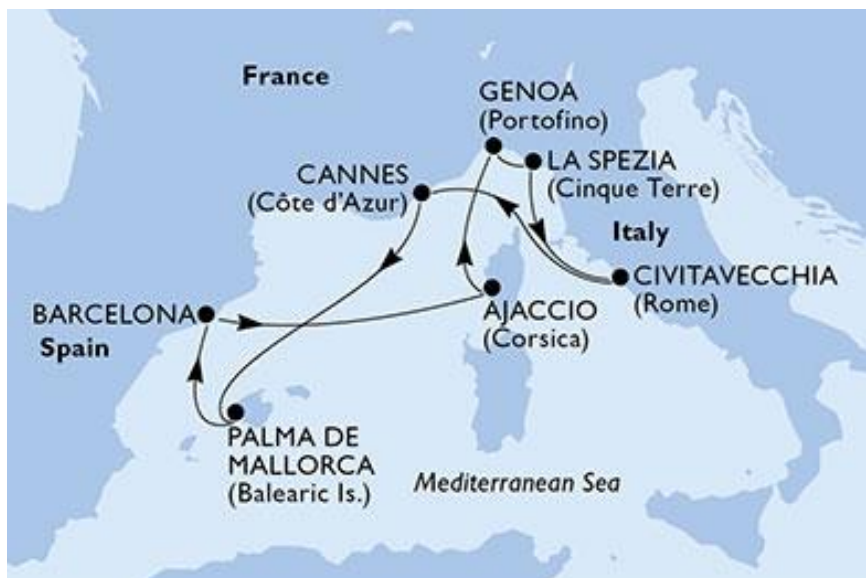 France
GENOA
(Portofino)
CANNES
(Côte d'Azur)
LA SPEZIA
(Cinque Terre)
Italy
CIVITAVECCHIA
(Rome)
BARCELONA
Spain
AJACCIO
(Corsica)
PALMA DE
MALLORCA
(Balearic Is.)
Mediterranean Sea